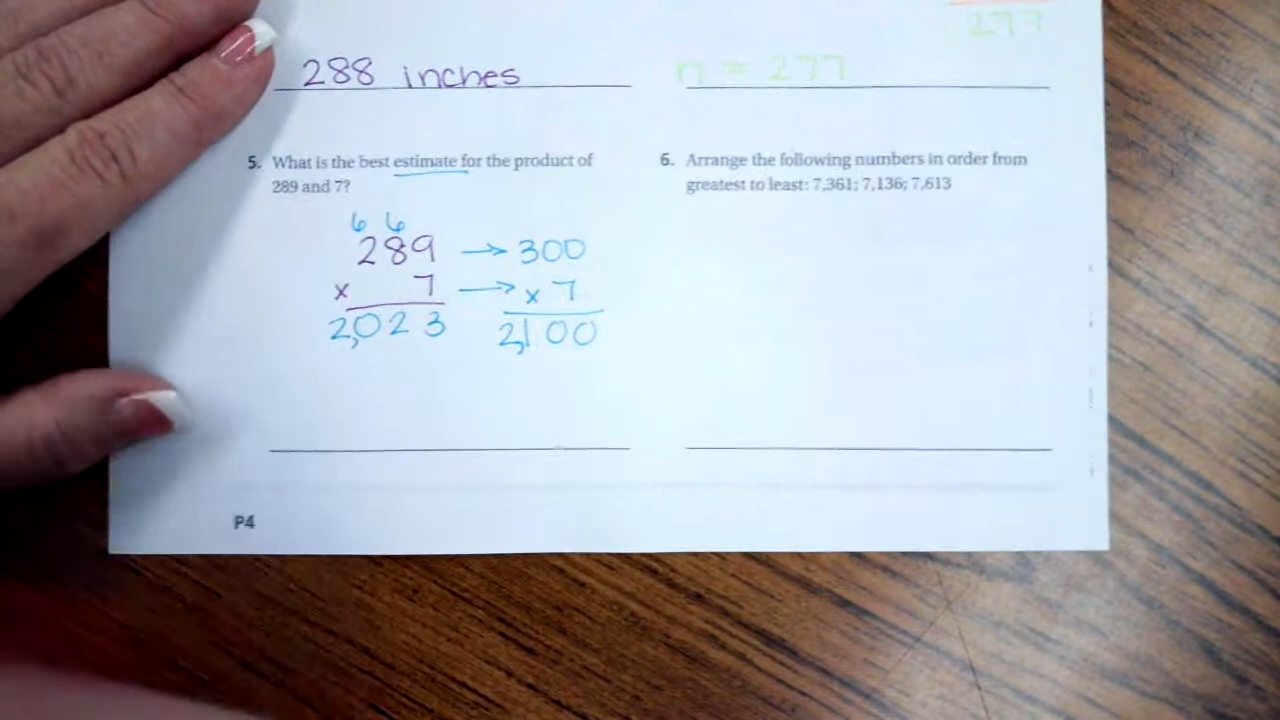 277
288 inches
n = 277
5. What is the best estimate for the product of
289 and 7?
6 6
289 → 300
x 7 → x 7
2,023 2,100
6. Arrange the following numbers in order from
greatest to least: 7,361; 7,136; 7,613
P4